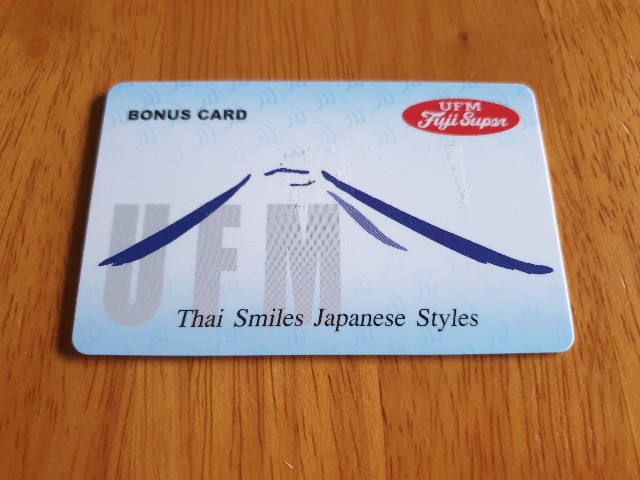 BONUS CARD
UFM
Fuji Super
UFM
Thai Smiles Japanese Styles